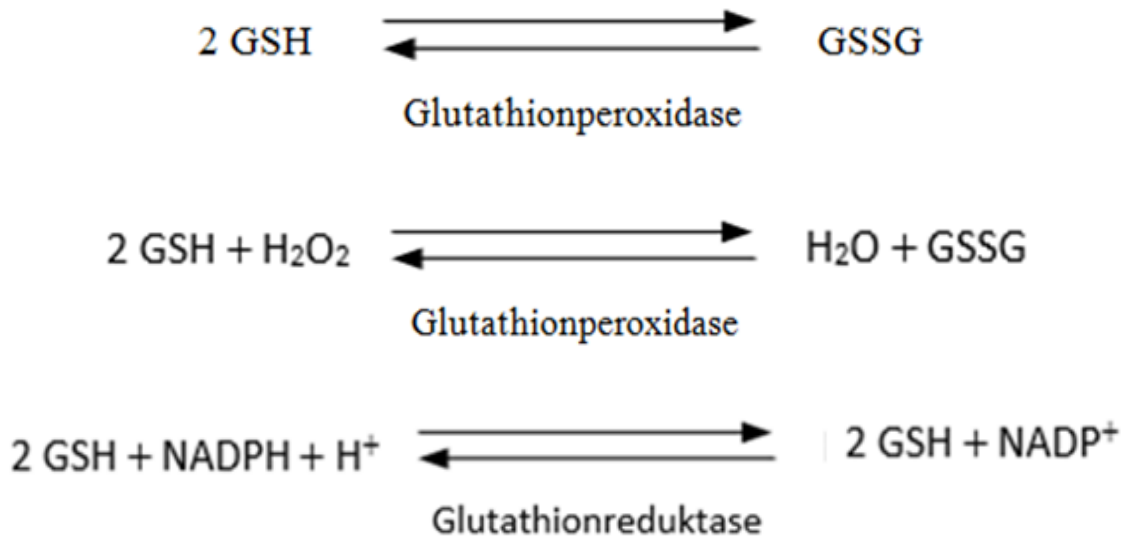 2 GSH GSSG
Glutathionperoxidase
2 GSH + H₂O₂ H₂O + GSSG
Glutathionperoxidase
2 GSH + NADPH + H⁺ 2 GSH + NADP⁺
Glutathionreduktase